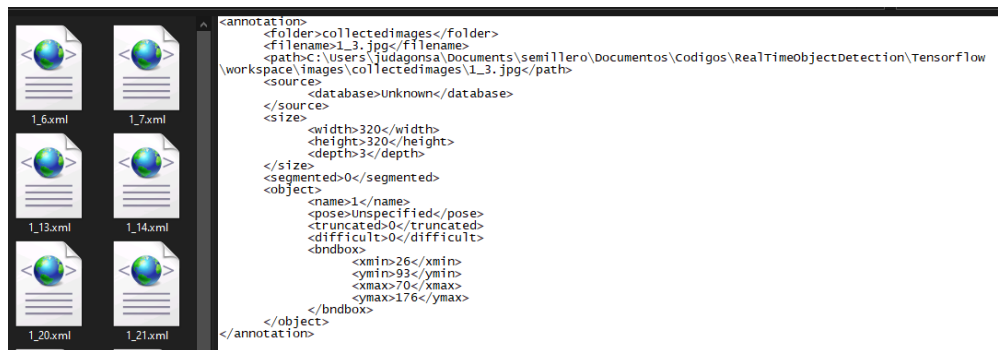 1_6.xml
1_7.xml
1_13.xml
1_14.xml
1_20.xml
1_21.xml
<annotation>
<folder>collectedimages</folder>
<filename>1_3.jpg</filename>
<path>C:\Users\judagonsa\Documents\semillero\Documentos\Codigos\RealTimeObjectDetection\Tensorflow
\workspace\images\collectedimages\1_3.jpg</path>
<source>
<database>Unknown</database>
</source>
<size>
<width>320</width>
<height>320</height>
<depth>3</depth>
</size>
<segmented>0</segmented>
<object>
<name>1</name>
<pose>Unspecified</pose>
<truncated>0</truncated>
<difficult>0</difficult>
<bndbox>
<xmin>26</xmin>
<ymin>93</ymin>
<xmax>70</xmax>
<ymax>176</ymax>
</bndbox>
</object>
</annotation>